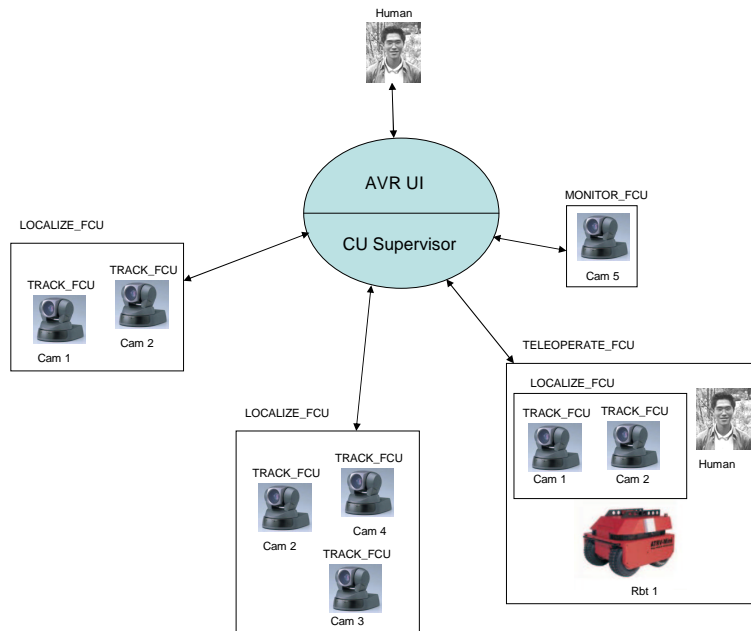 Human
AVR UI
CU Supervisor
MONITOR_FCU
Cam 5
LOCALIZE_FCU
TRACK_FCU
TRACK_FCU
Cam 1
Cam 2
TELEOPERATE_FCU
LOCALIZE_FCU
TRACK_FCU
TRACK_FCU
Cam 1
Cam 2
Human
Rbt 1
LOCALIZE_FCU
TRACK_FCU
TRACK_FCU
Cam 2
Cam 4
TRACK_FCU
Cam 3